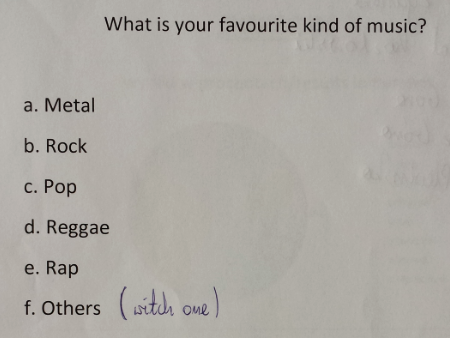 What is your favourite kind of music?
a. Metal
b. Rock
c. Pop
d. Reggae
e. Rap
f. Others (witch one)